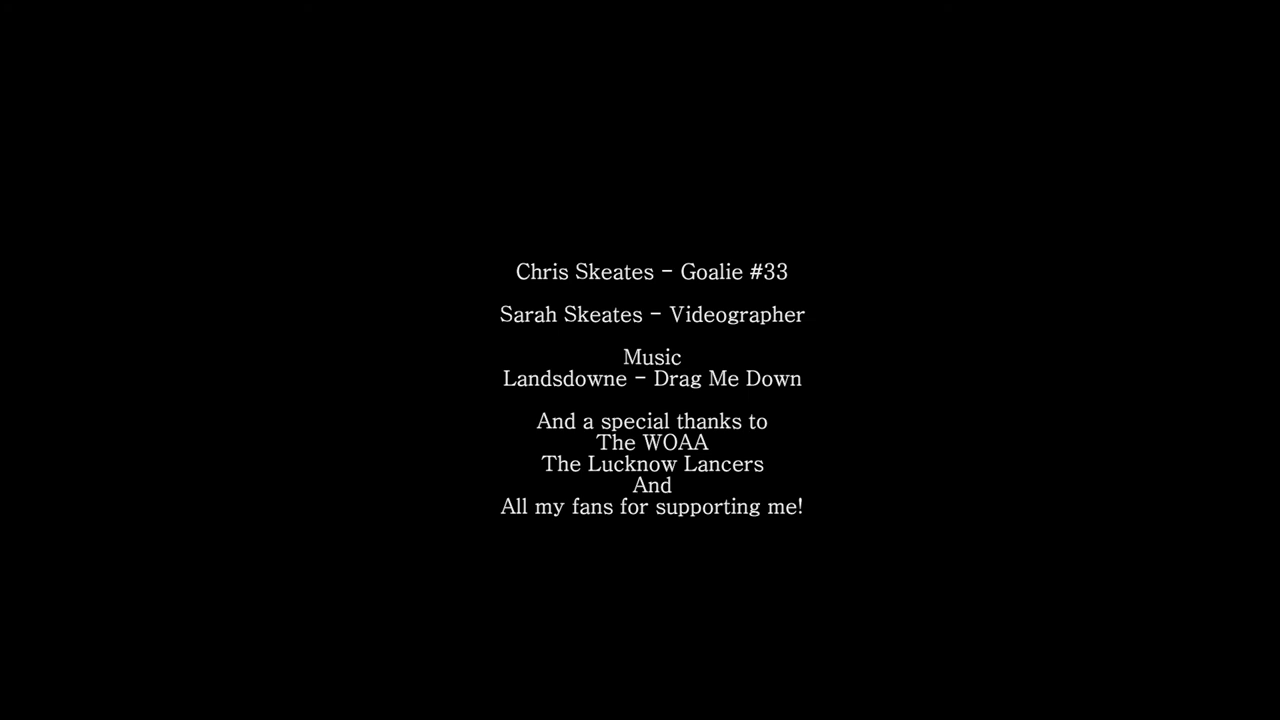 Chris Skeates - Goalie #33
Sarah Skeates - Videographer
Music
Landsdowne - Drag Me Down
And a special thanks to
The WOAA
The Lucknow Lancers
And
All my fans for supporting me!